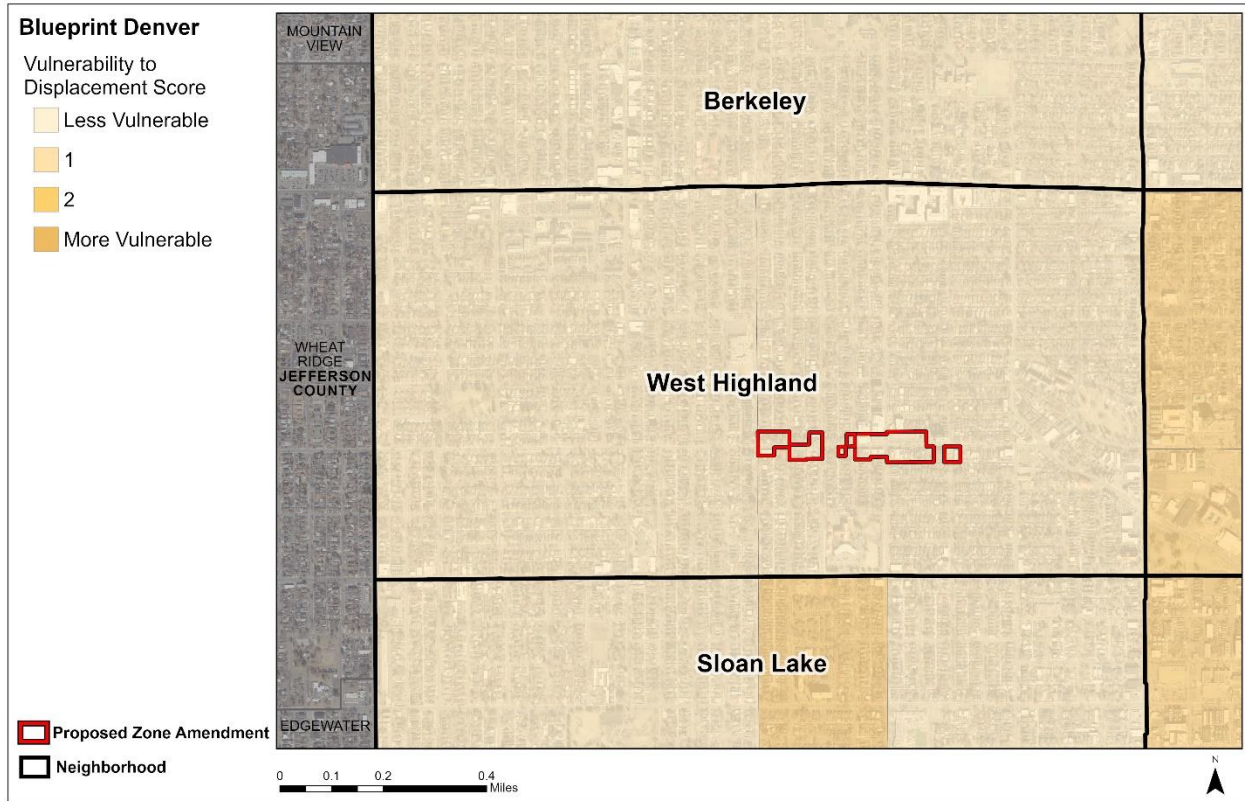 Blueprint Denver
Vulnerability to
Displacement Score
Less Vulnerable
1
2
More Vulnerable
MOUNTAIN
VIEW
Berkeley
WHEAT
RIDGE
JEFFERSON
COUNTY
West Highland
Sloan Lake
EDGEWATER
Proposed Zone Amendment
Neighborhood
0 0.1 0.2 0.4
Miles
N